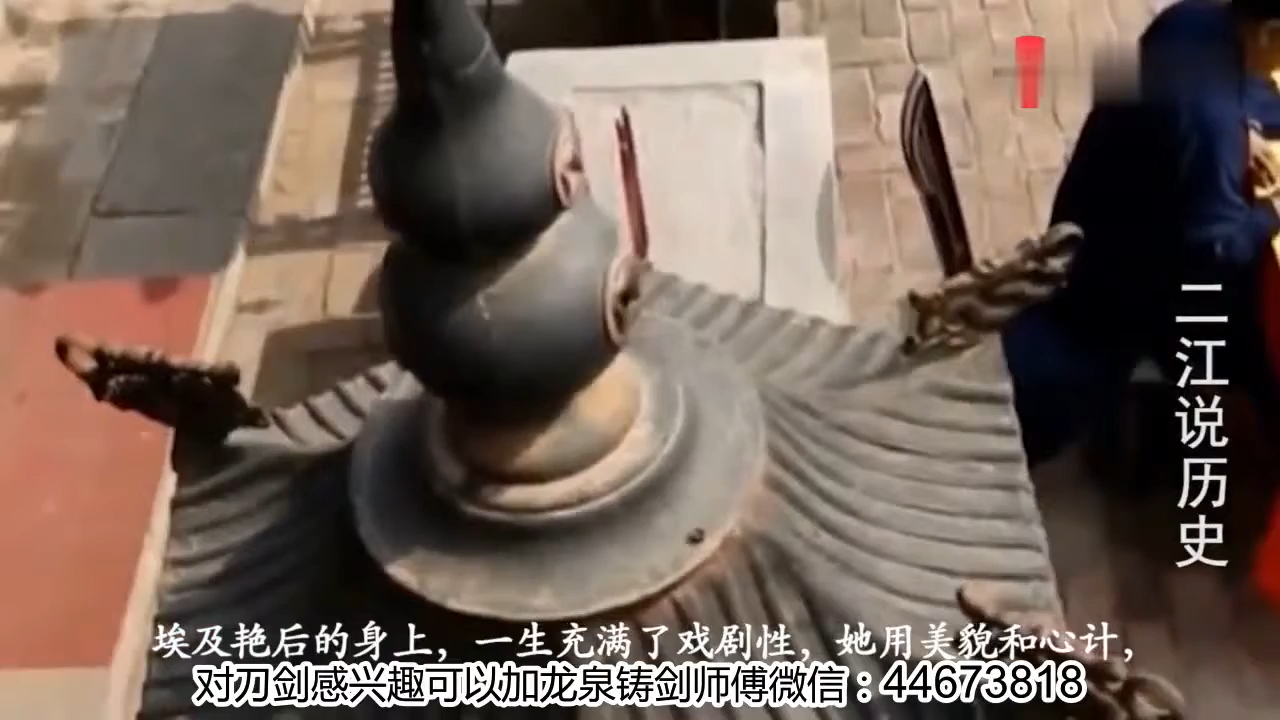 二江说历史
埃及艳后的身上，一生充满了戏剧性，她用美貌和心计，
对刀剑感兴趣可以加龙泉铸剑师傅微信：44673818